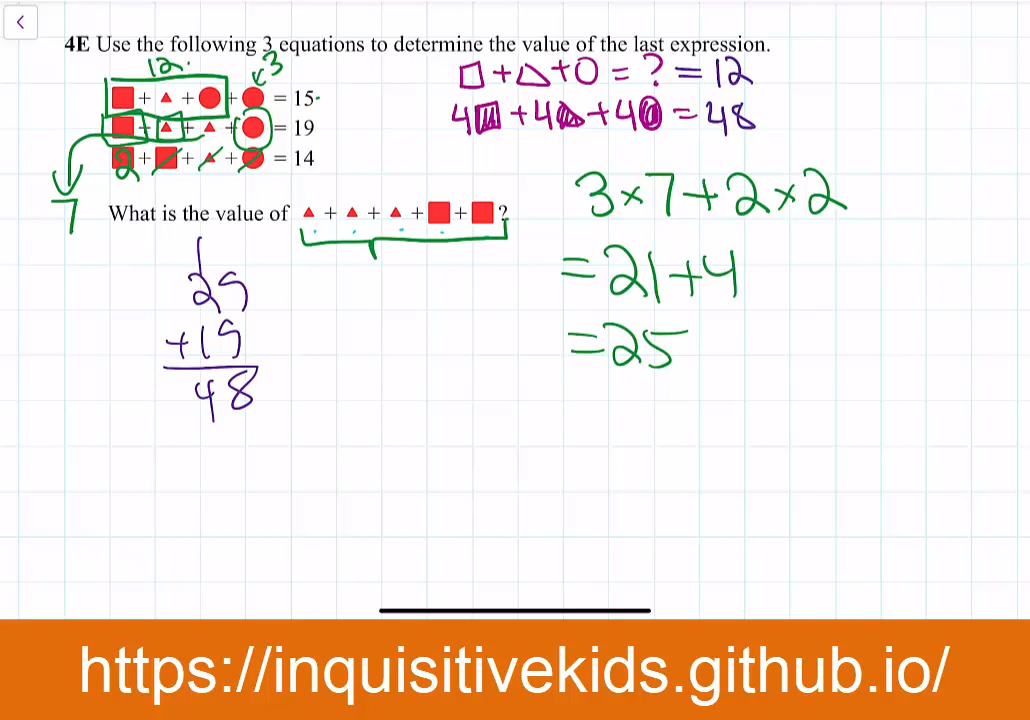 4E Use the following 3 equations to determine the value of the last expression.
12.
3
□ + △ + ○ = ? = 12
■ + ▲ + ● + ● = 15
4■ + 4▲ + 4● = 48
■ + ▲ + ▲ + ● = 19
2
■ + ■ + ▲ + ● = 14
7
3 × 7 + 2 × 2
What is the value of ▲ + ▲ + ▲ + ■ + ■ ?
1
29
= 21 + 4
+19
= 25
48
https://inquisitivekids.github.io/